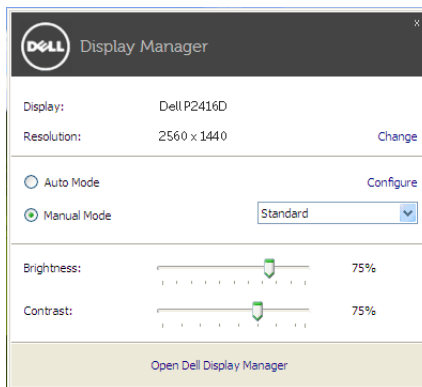 x
DELL Display Manager
Display: Dell P2416D
Resolution: 2560 x 1440 Change
Auto Mode Configure
Manual Mode Standard
Brightness: 75%
Contrast: 75%
Open Dell Display Manager